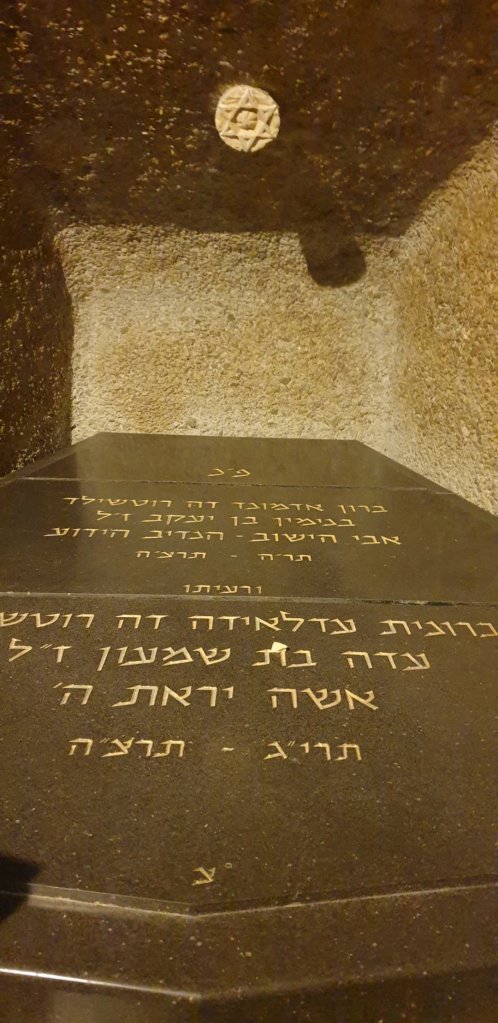 פ״נ
ברון אדמונד דה רוטשילד
בנימין בן יעקב ז״ל
אבי הישוב - הנדיב הידוע
תר״ה - תרצ״ה
ורעיתו
ברונית עדלאידה דה רוטש
עדה בת שמעון ז״ל
אשה יראת ה׳
תרי״ג - תרצ״ה